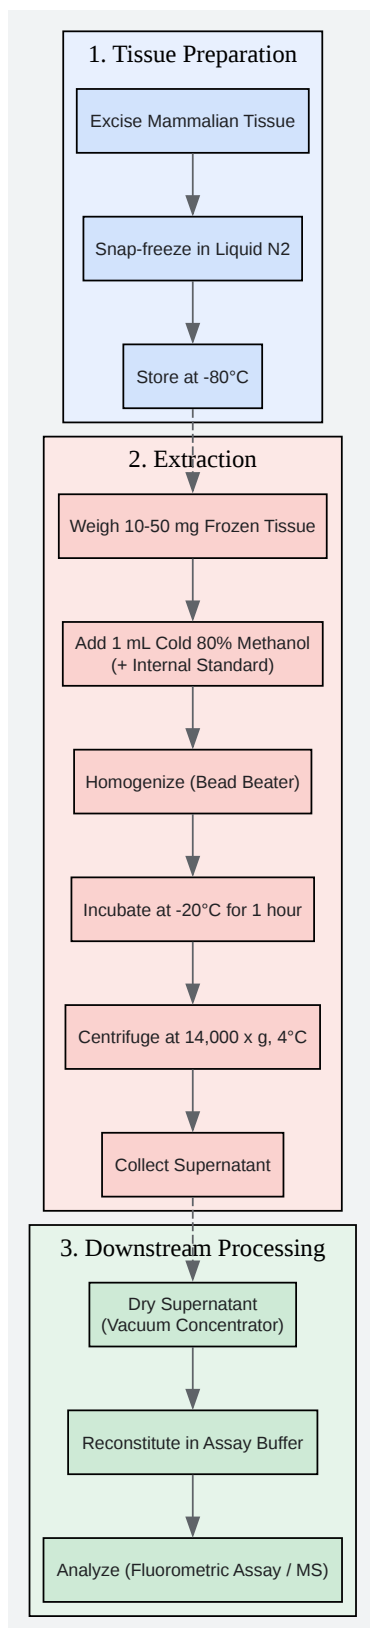 1. Tissue Preparation
Excise Mammalian Tissue
Snap-freeze in Liquid N2
Store at -80°C
2. Extraction
Weigh 10-50 mg Frozen Tissue
Add 1 mL Cold 80% Methanol
(+ Internal Standard)
Homogenize (Bead Beater)
Incubate at -20°C for 1 hour
Centrifuge at 14,000 x g, 4°C
Collect Supernatant
3. Downstream Processing
Dry Supernatant
(Vacuum Concentrator)
Reconstitute in Assay Buffer
Analyze (Fluorometric Assay / MS)